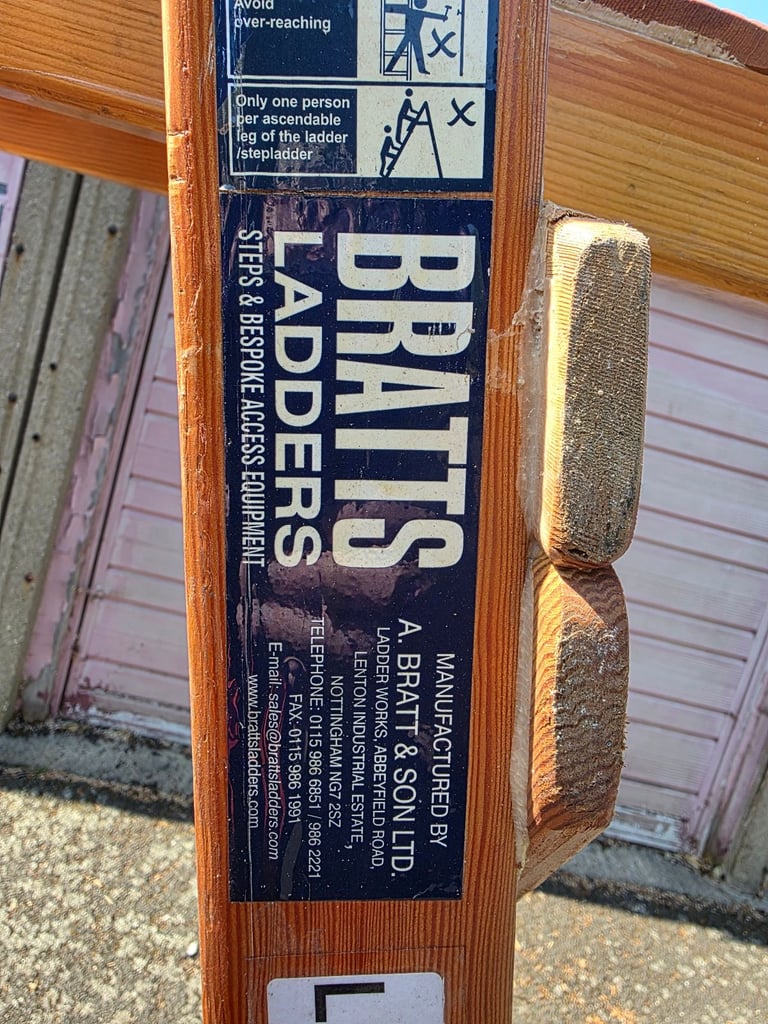 Avoid
over-reaching
Only one person
per ascendable
leg of the ladder
/stepladder
BRATTS
LADDERS
STEPS & BESPOKE ACCESS EQUIPMENT
MANUFACTURED BY
A. BRATT & SON LTD.
LADDER WORKS, ABBEYFIELD ROAD,
LENTON INDUSTRIAL ESTATE,
NOTTINGHAM NG7 2SZ
TELEPHONE: 0115 986 6851 / 986 2221
FAX: 0115 986 1991
E-mail: sales@brattsladders.com
www.brattsladders.com
L